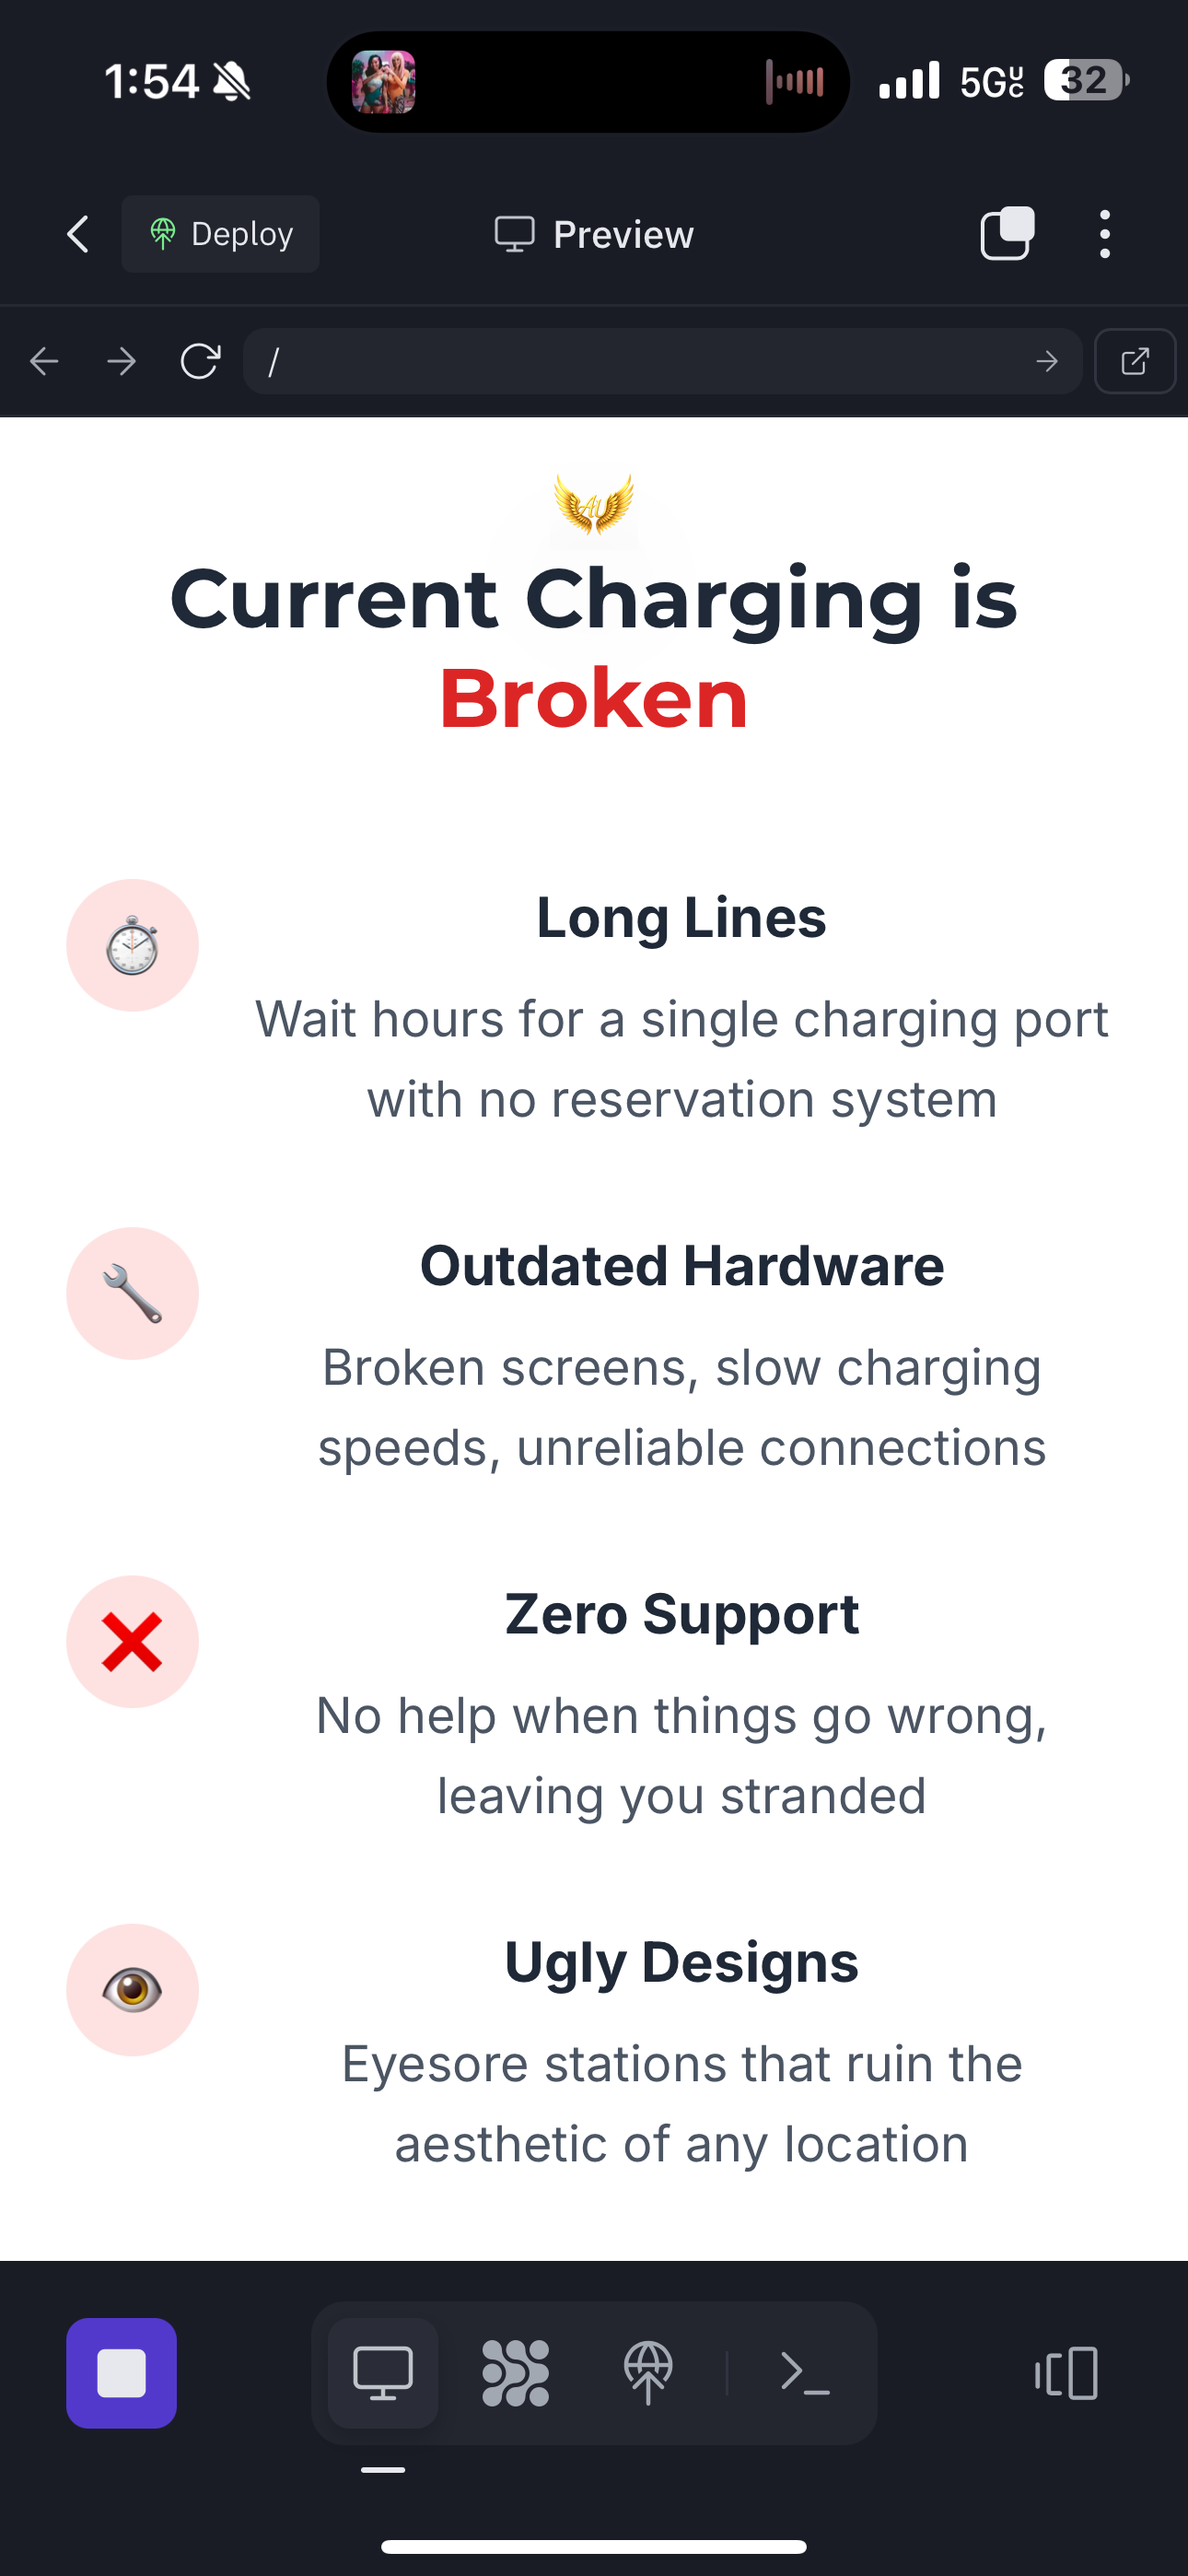 1:54
5GUC
32
Deploy
Preview
/
AU
Current Charging is
Broken
Long Lines
Wait hours for a single charging port
with no reservation system
Outdated Hardware
Broken screens, slow charging
speeds, unreliable connections
Zero Support
No help when things go wrong,
leaving you stranded
Ugly Designs
Eyesore stations that ruin the
aesthetic of any location